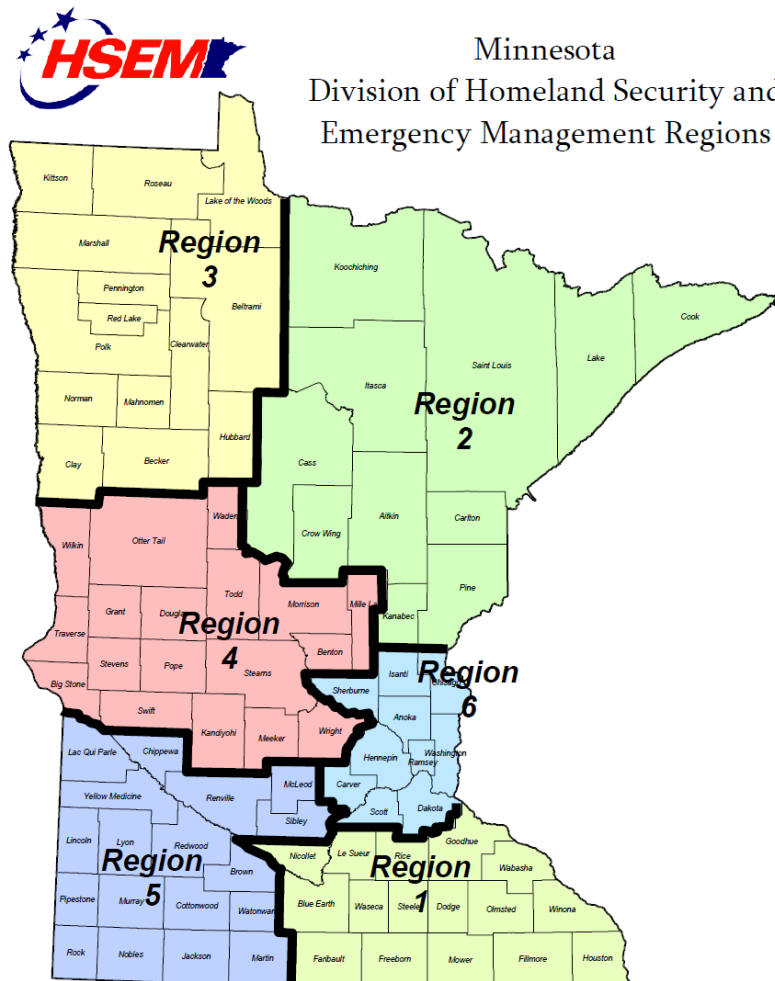 HSEM
Minnesota
Division of Homeland Security and
Emergency Management Regions
Kittson
Roseau
Lake of the Woods
Marshall
Region
3
Koochiching
Pennington
Beltrami
Cook
Red Lake
Saint Louis
Lake
Polk
Clearwater
Itasca
Norman
Mahnomen
Region
2
Hubbard
Clay
Becker
Cass
Aitkin
Carlton
Crow Wing
Wilkin
Otter Tail
Waden
Pine
Todd
Morrison
Mille La
Grant
Douglas
Kanabec
Traverse
Region
4
Benton
Stevens
Pope
Stearns
Isanti
Region
6
Big Stone
Sherburne
Swift
Anoka
Kandiyohi
Meeker
Wright
Lac Qui Parle
Chippewa
Hennepin
Washington
Ramsey
Yellow Medicine
Renville
McLeod
Carver
Sibley
Scott
Dakota
Lincoln
Lyon
Redwood
Goodhue
Region
5
Brown
Nicollet
Le Sueur
Rice
Region
1
Wabasha
Pipestone
Murray
Cottonwood
Watonwan
Blue Earth
Waseca
Steele
Dodge
Olmsted
Winona
Rock
Nobles
Jackson
Martin
Faribault
Freeborn
Mower
Fillmore
Houston